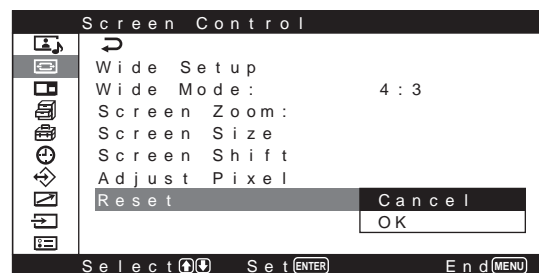 Screen Control
Wide Setup
Wide Mode: 4:3
Screen Zoom:
Screen Size
Screen Shift
Adjust Pixel
Reset Cancel
OK
Select Set ENTER End MENU